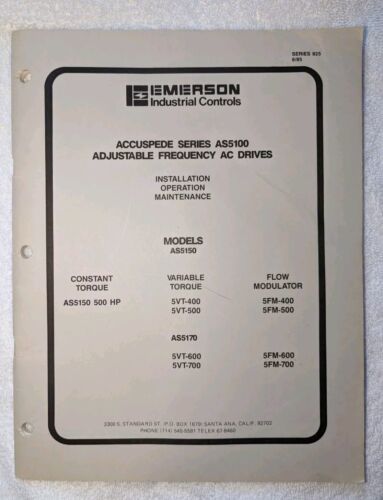 SERIES 825
8/85
EMERSON
Industrial Controls
ACCUSPEDE SERIES AS5100
ADJUSTABLE FREQUENCY AC DRIVES
INSTALLATION
OPERATION
MAINTENANCE
MODELS
AS5150
CONSTANT TORQUE
VARIABLE TORQUE
FLOW MODULATOR
AS5150 500 HP
5VT-400
5FM-400
5VT-500
5FM-500
AS5170
5VT-600
5FM-600
5VT-700
5FM-700
3300 S. STANDARD ST. P.O. BOX 1679/ SANTA ANA, CALIF. 92702
PHONE (714) 545-5581 TELEX 67-8460